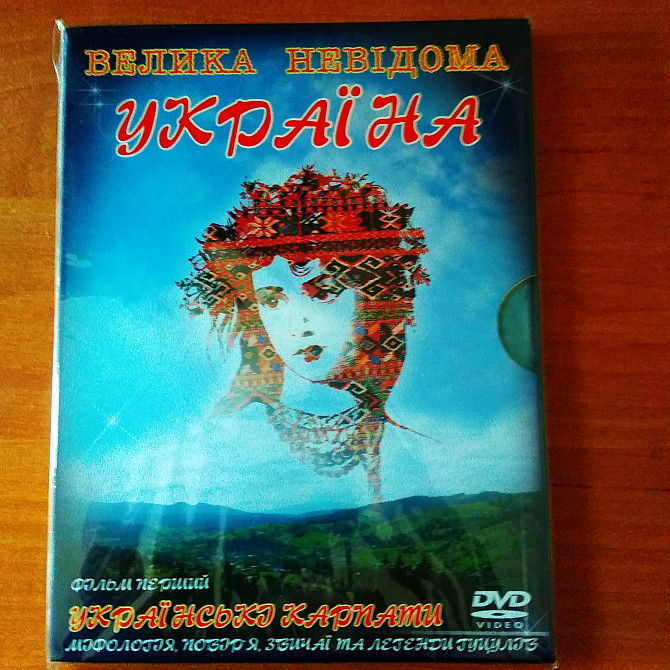 ВЕЛИКА НЕВІДОМА
УКРАЇНА
ФІЛЬМ ПЕРШИЙ
УКРАЇНСЬКІ КАРПАТИ
МІФОЛОГІЯ, ПОВІР'Я, ЗВИЧАЇ ТА ЛЕГЕНДИ ГУЦУЛІВ
DVD
VIDEO